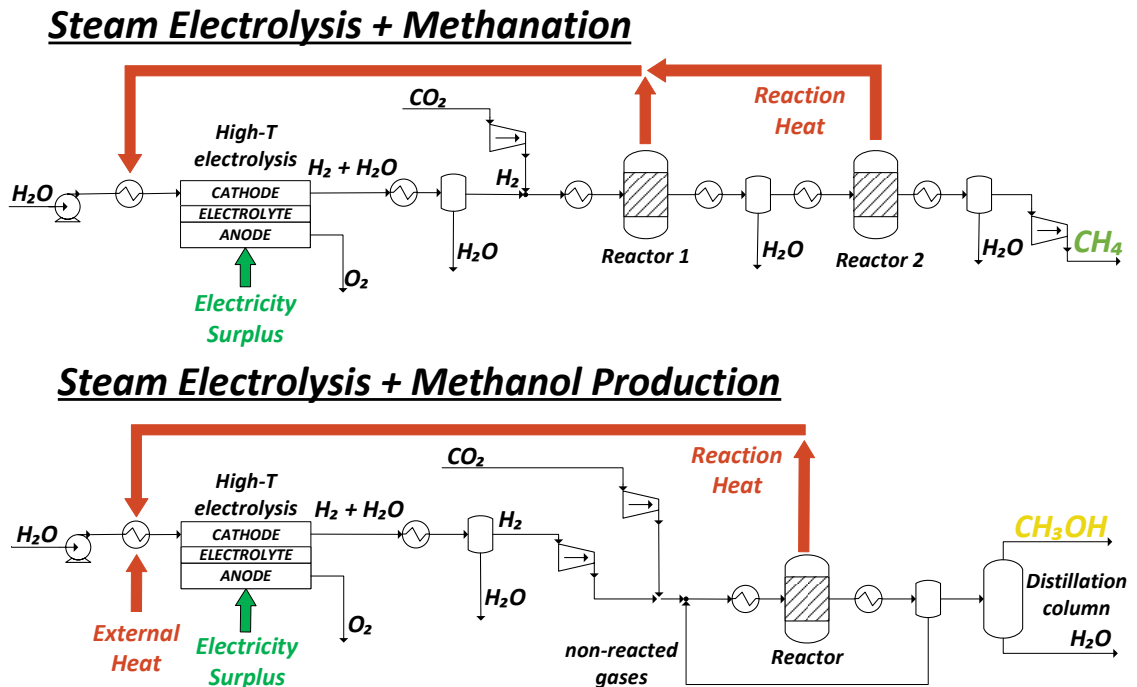 Steam Electrolysis + Methanation
CO₂
Reaction
Heat
High-T
electrolysis
H₂ + H₂O
H₂
H₂O
CATHODE
ELECTROLYTE
ANODE
O₂
H₂O
Reactor 1
H₂O
Reactor 2
H₂O
CH₄
Electricity
Surplus
Steam Electrolysis + Methanol Production
CO₂
Reaction
Heat
High-T
electrolysis
H₂ + H₂O
H₂
H₂O
CATHODE
ELECTROLYTE
ANODE
O₂
H₂O
CH₃OH
Distillation
column
H₂O
External
Heat
Electricity
Surplus
non-reacted
gases
Reactor